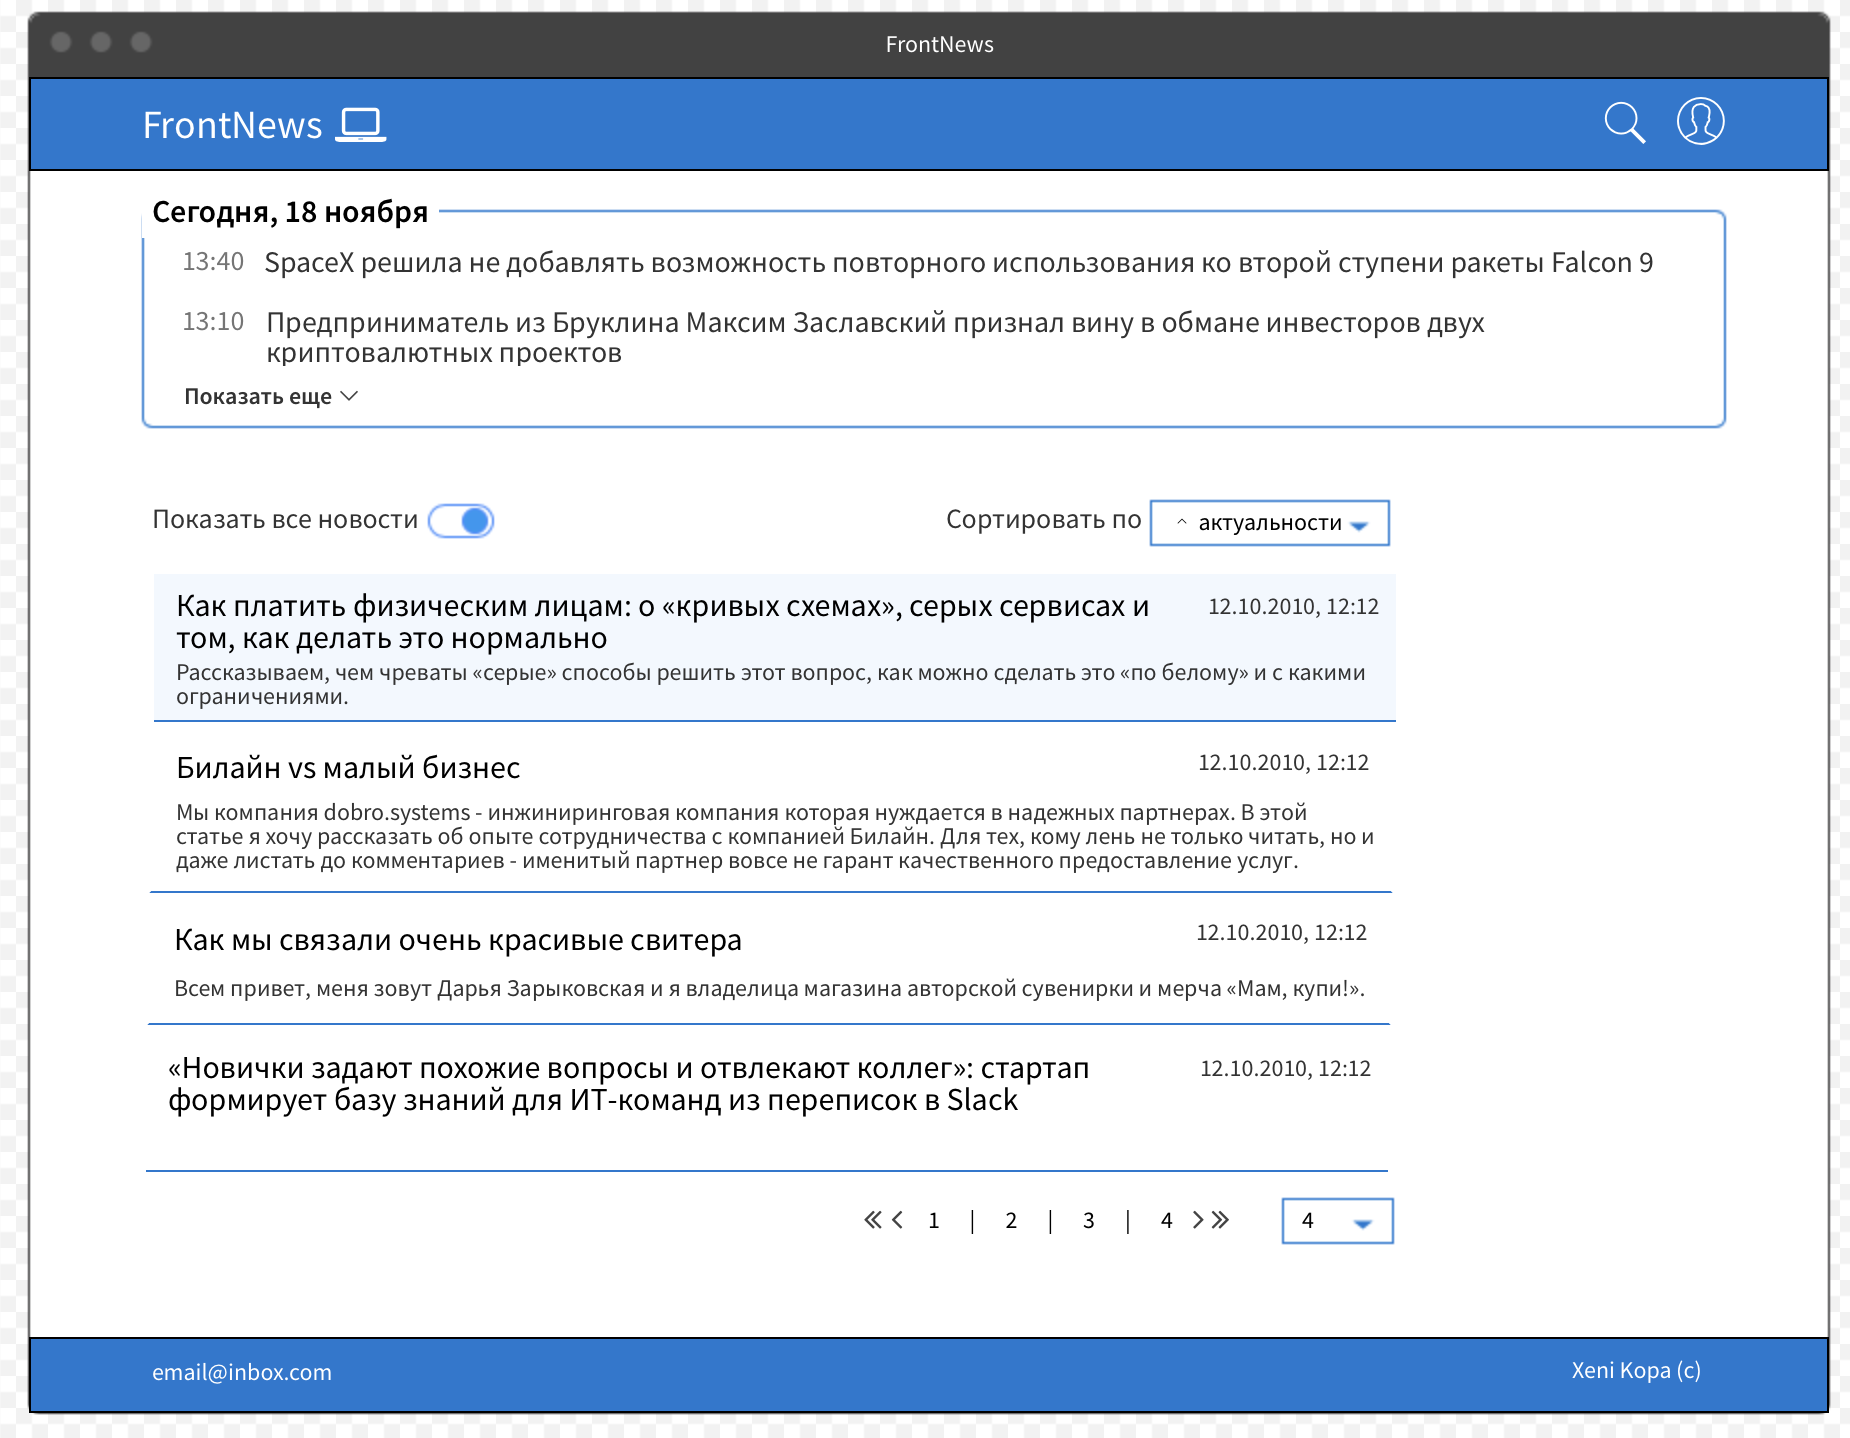 FrontNews
FrontNews
Сегодня, 18 ноября
13:40 SpaceX решила не добавлять возможность повторного использования ко второй ступени ракеты Falcon 9
13:10 Предприниматель из Бруклина Максим Заславский признал вину в обмане инвесторов двух
криптовалютных проектов
Показать еще
Показать все новости
Сортировать по ^ актуальности
Как платить физическим лицам: о «кривых схемах», серых сервисах и 12.10.2010, 12:12
том, как делать это нормально
Рассказываем, чем чреваты «серые» способы решить этот вопрос, как можно сделать это «по белому» и с какими
ограничениями.
Билайн vs малый бизнес 12.10.2010, 12:12
Мы компания dobro.systems - инжиниринговая компания которая нуждается в надежных партнерах. В этой
статье я хочу рассказать об опыте сотрудничества с компанией Билайн. Для тех, кому лень не только читать, но и
даже листать до комментариев - именитый партнер вовсе не гарант качественного предоставление услуг.
Как мы связали очень красивые свитера 12.10.2010, 12:12
Всем привет, меня зовут Дарья Зарыковская и я владелица магазина авторской сувенирки и мерча «Мам, купи!».
«Новички задают похожие вопросы и отвлекают коллег»: стартап 12.10.2010, 12:12
формирует базу знаний для ИТ-команд из переписок в Slack
1 | 2 | 3 | 4 4
email@inbox.com Xeni Kopa (c)